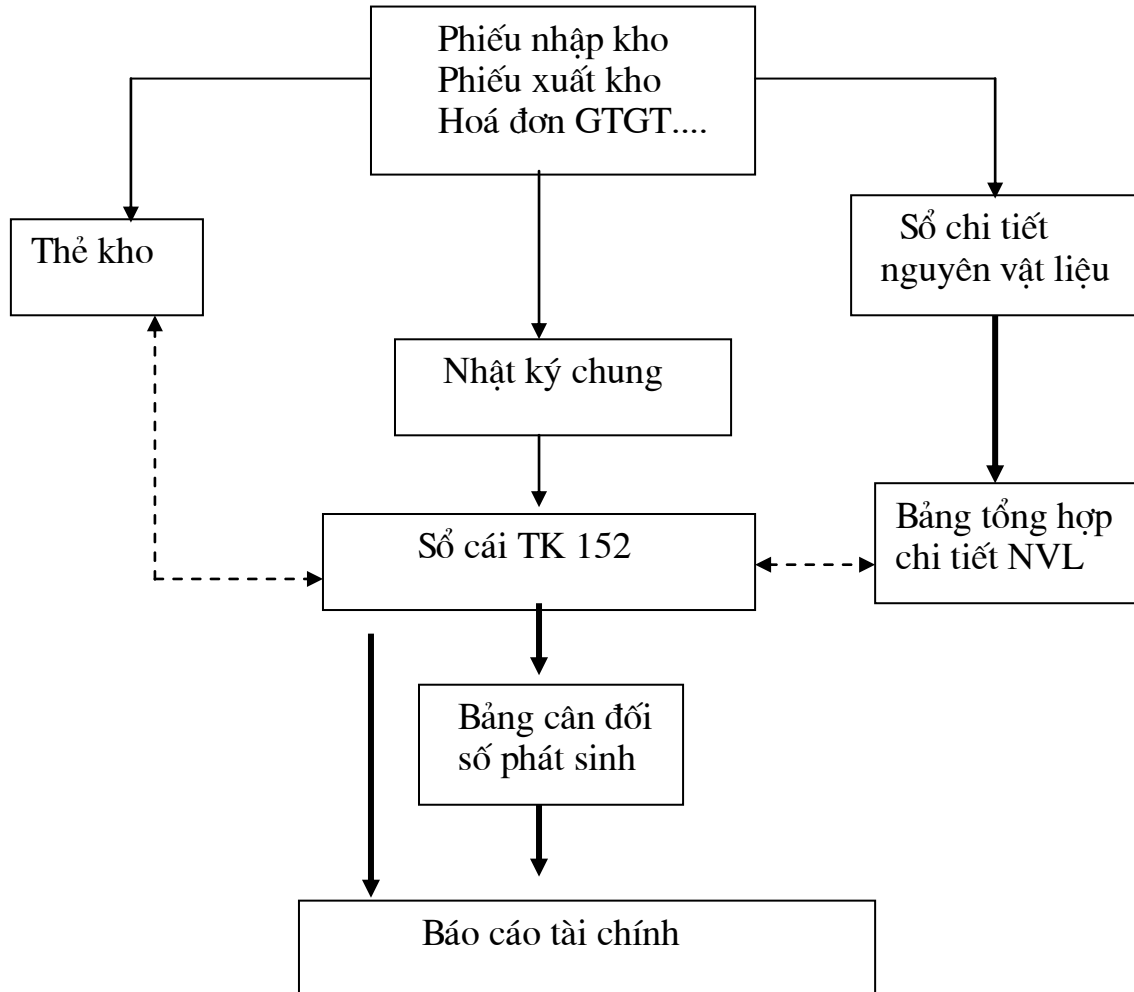 Phiếu nhập kho
Phiếu xuất kho
Hoá đơn GTGT....
Thẻ kho
Sổ chi tiết
nguyên vật liệu
Nhật ký chung
Sổ cái TK 152
Bảng tổng hợp
chi tiết NVL
Bảng cân đối
số phát sinh
Báo cáo tài chính